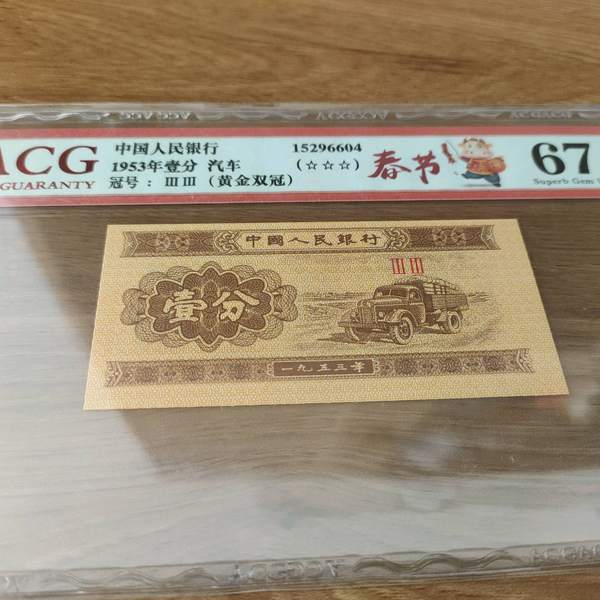 ACG
GUARANTY
中国人民银行
1953年壹分 汽车
冠号：ⅢⅢ（黄金双冠）
15296604
（☆☆☆）
春节
67
Superb Gem
中國人民銀行
ⅢⅢ
壹分
一九五三年